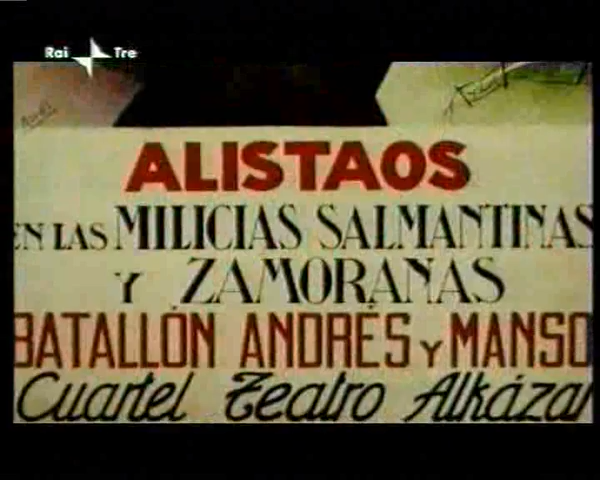 Rai Tre
ALISTAOS
EN LAS MILICIAS SALMANTINAS
Y ZAMORANAS
BATALLÓN ANDRÉS Y MANSO
Cuartel Teatro Alkázar